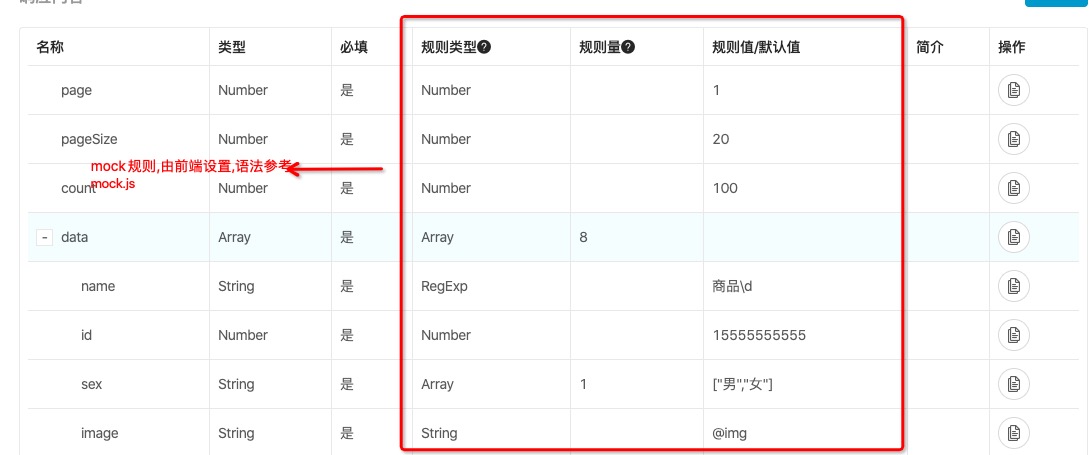 名称 类型 必填 规则类型? 规则量? 规则值/默认值 简介 操作
page Number 是 Number 1
pageSize Number 是 Number 20
mock规则,由前端设置,语法参考
mock.js
count Number 是 Number 100
- data Array 是 Array 8
name String 是 RegExp 商品\d
id Number 是 Number 15555555555
sex String 是 Array 1 ["男","女"]
image String 是 String @img